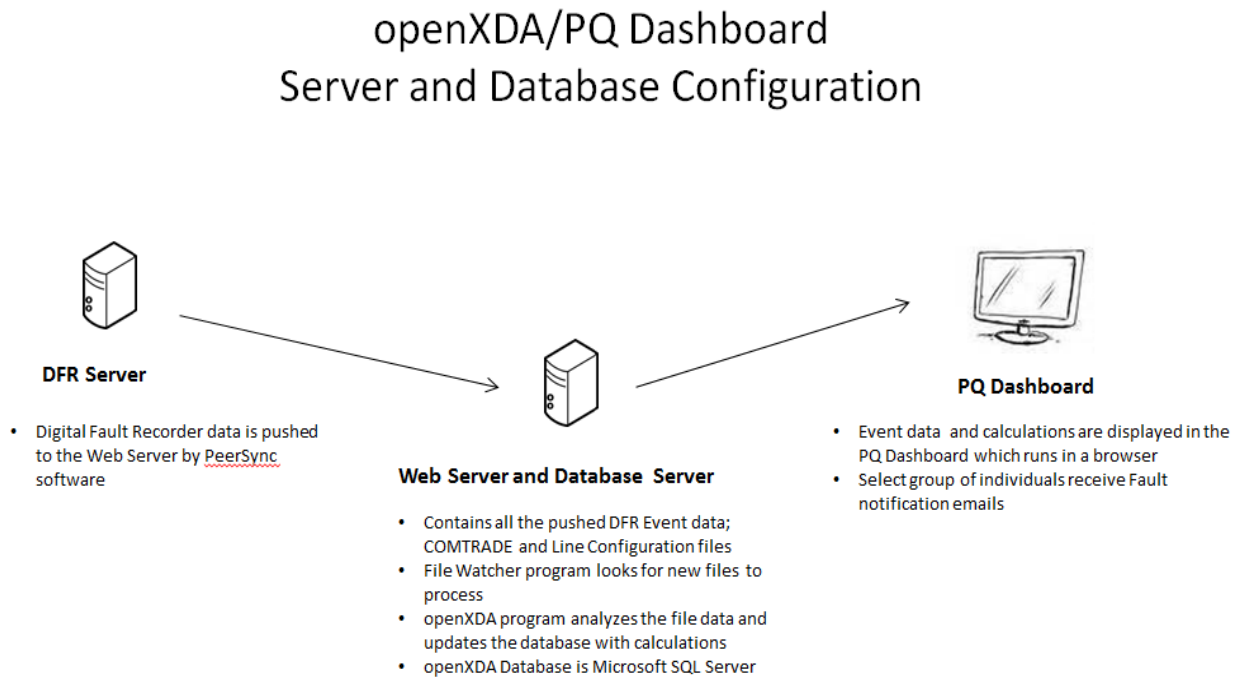 openXDA/PQ Dashboard
Server and Database Configuration
DFR Server
• Digital Fault Recorder data is pushed
to the Web Server by PeerSync
software
Web Server and Database Server
• Contains all the pushed DFR Event data;
COMTRADE and Line Configuration files
• File Watcher program looks for new files to
process
• openXDA program analyzes the file data and
updates the database with calculations
• openXDA Database is Microsoft SQL Server
PQ Dashboard
• Event data and calculations are displayed in the
PQ Dashboard which runs in a browser
• Select group of individuals receive Fault
notification emails